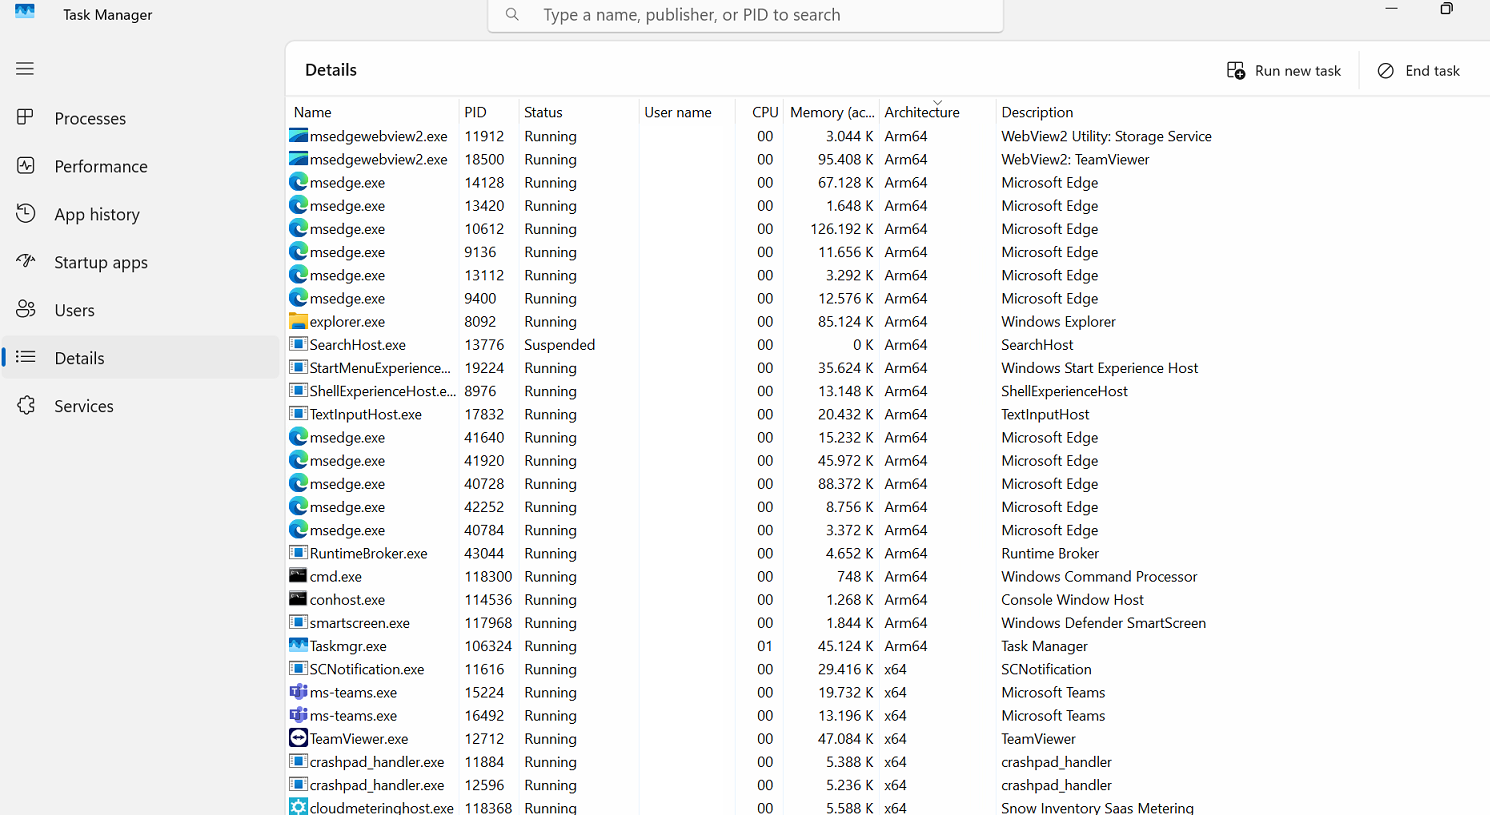 Task Manager
Type a name, publisher, or PID to search
Details
Run new task
End task
Processes
Performance
App history
Startup apps
Users
Details
Services
Name PID Status User name CPU Memory (ac... Architecture Description
msedgewebview2.exe 11912 Running 00 3.044 K Arm64 WebView2 Utility: Storage Service
msedgewebview2.exe 18500 Running 00 95.408 K Arm64 WebView2: TeamViewer
msedge.exe 14128 Running 00 67.128 K Arm64 Microsoft Edge
msedge.exe 13420 Running 00 1.648 K Arm64 Microsoft Edge
msedge.exe 10612 Running 00 126.192 K Arm64 Microsoft Edge
msedge.exe 9136 Running 00 11.656 K Arm64 Microsoft Edge
msedge.exe 13112 Running 00 3.292 K Arm64 Microsoft Edge
msedge.exe 9400 Running 00 12.576 K Arm64 Microsoft Edge
explorer.exe 8092 Running 00 85.124 K Arm64 Windows Explorer
SearchHost.exe 13776 Suspended 00 0 K Arm64 SearchHost
StartMenuExperience... 19224 Running 00 35.624 K Arm64 Windows Start Experience Host
ShellExperienceHost.e... 8976 Running 00 13.148 K Arm64 ShellExperienceHost
TextInputHost.exe 17832 Running 00 20.432 K Arm64 TextInputHost
msedge.exe 41640 Running 00 15.232 K Arm64 Microsoft Edge
msedge.exe 41920 Running 00 45.972 K Arm64 Microsoft Edge
msedge.exe 40728 Running 00 88.372 K Arm64 Microsoft Edge
msedge.exe 42252 Running 00 8.756 K Arm64 Microsoft Edge
msedge.exe 40784 Running 00 3.372 K Arm64 Microsoft Edge
RuntimeBroker.exe 43044 Running 00 4.652 K Arm64 Runtime Broker
cmd.exe 118300 Running 00 748 K Arm64 Windows Command Processor
conhost.exe 114536 Running 00 1.268 K Arm64 Console Window Host
smartscreen.exe 117968 Running 00 1.844 K Arm64 Windows Defender SmartScreen
Taskmgr.exe 106324 Running 01 45.124 K Arm64 Task Manager
SCNotification.exe 11616 Running 00 29.416 K x64 SCNotification
ms-teams.exe 15224 Running 00 19.732 K x64 Microsoft Teams
ms-teams.exe 16492 Running 00 13.196 K x64 Microsoft Teams
TeamViewer.exe 12712 Running 00 47.084 K x64 TeamViewer
crashpad_handler.exe 11884 Running 00 5.388 K x64 crashpad_handler
crashpad_handler.exe 12596 Running 00 5.236 K x64 crashpad_handler
cloudmeteringhost.exe 118368 Running 00 5.588 K x64 Snow Inventory Saas Metering